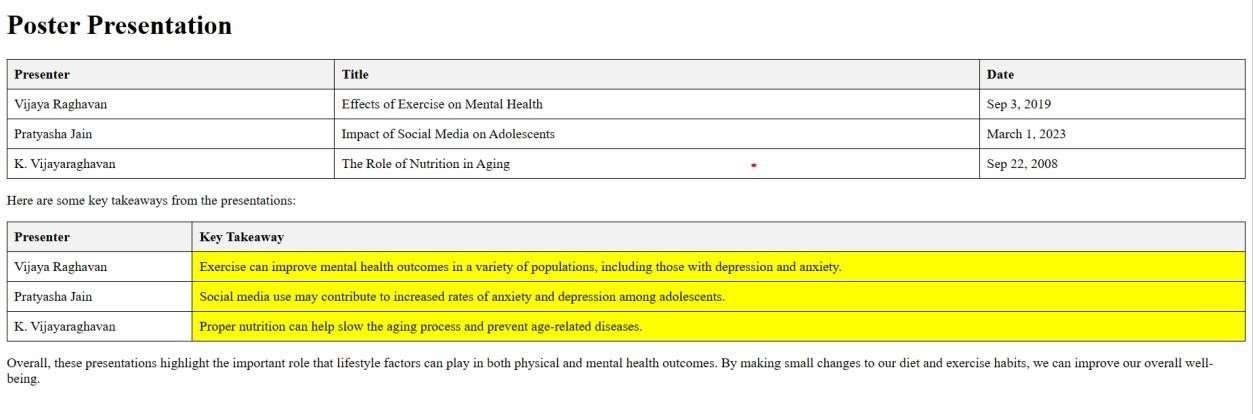 Poster Presentation
Presenter Title Date
Vijaya Raghavan Effects of Exercise on Mental Health Sep 3, 2019
Pratyasha Jain Impact of Social Media on Adolescents March 1, 2023
K. Vijayaraghavan The Role of Nutrition in Aging Sep 22, 2008
Here are some key takeaways from the presentations:
Presenter Key Takeaway
Vijaya Raghavan Exercise can improve mental health outcomes in a variety of populations, including those with depression and anxiety.
Pratyasha Jain Social media use may contribute to increased rates of anxiety and depression among adolescents.
K. Vijayaraghavan Proper nutrition can help slow the aging process and prevent age-related diseases.
Overall, these presentations highlight the important role that lifestyle factors can play in both physical and mental health outcomes. By making small changes to our diet and exercise habits, we can improve our overall well-
being.